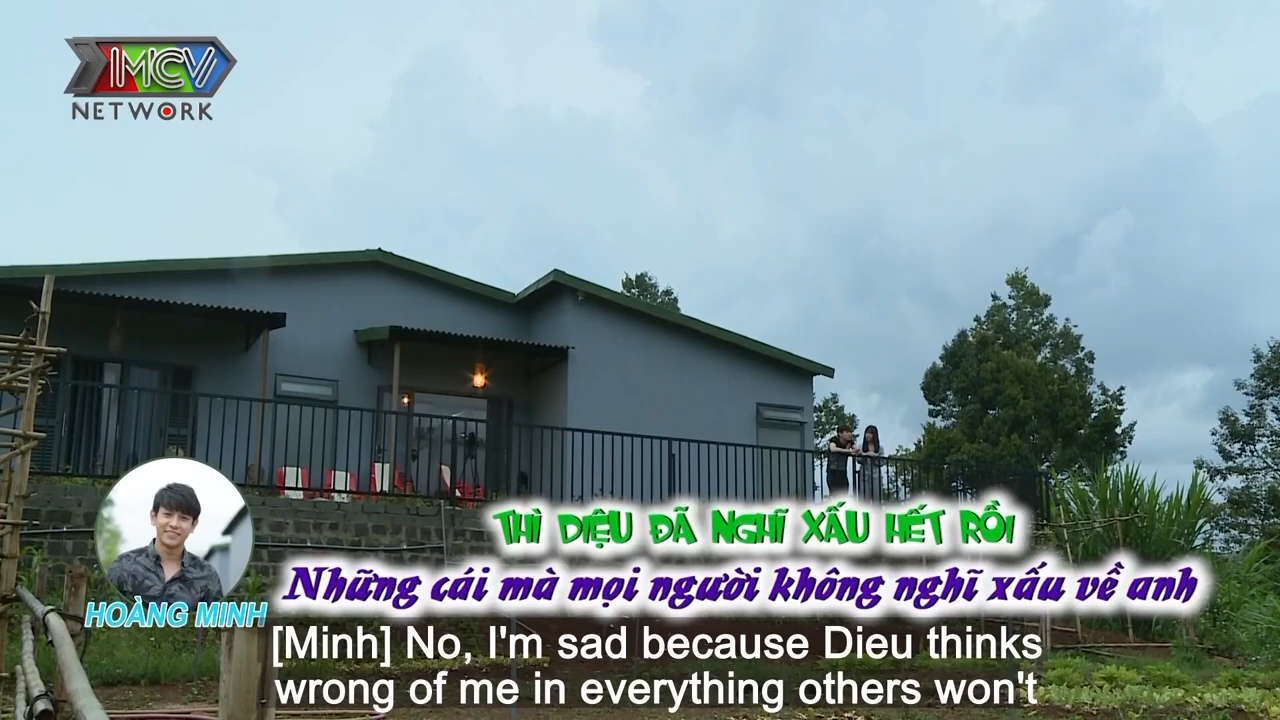 MCV
NETWORK
THÌ DIỆU ĐÃ NGHĨ XẤU HẾT RỒI
Những cái mà mọi người không nghĩ xấu về anh
HOÀNG MINH
[Minh] No, I'm sad because Dieu thinks
wrong of me in everything others won't